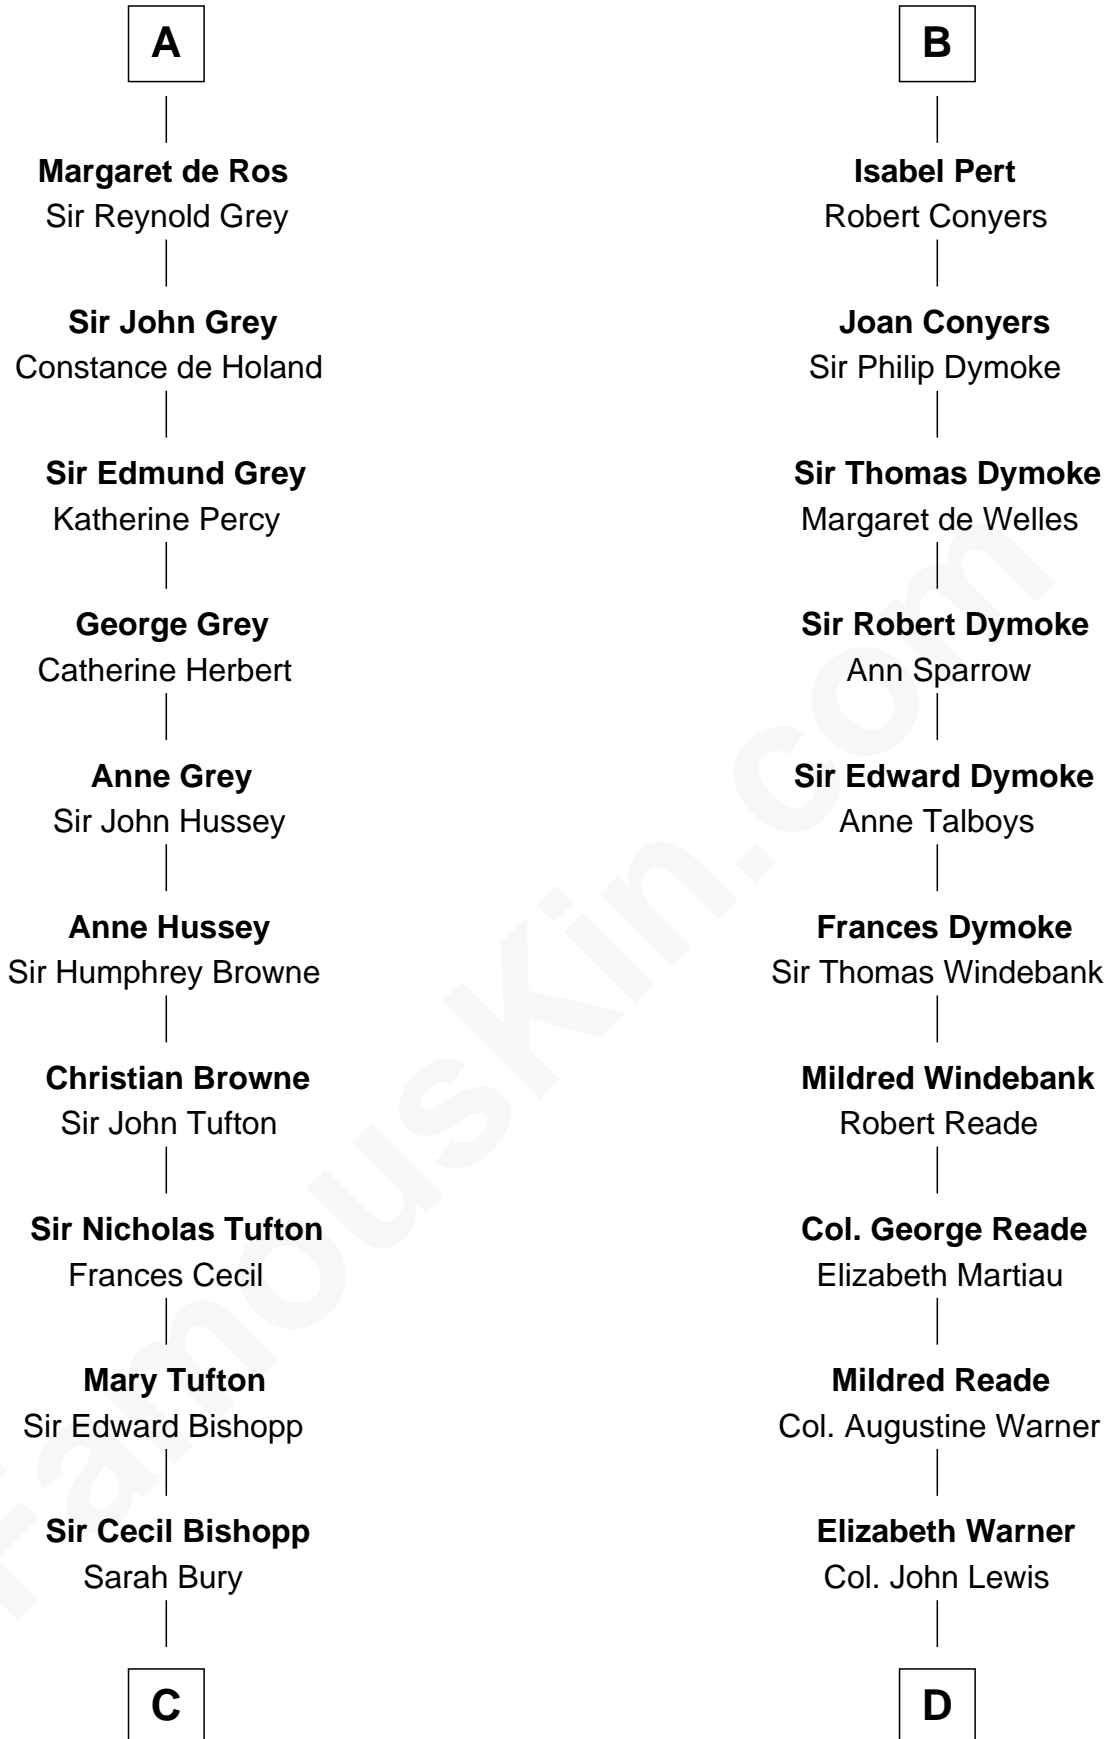 A
Margaret de Ros
Sir Reynold Grey
Sir John Grey
Constance de Holand
Sir Edmund Grey
Katherine Percy
George Grey
Catherine Herbert
Anne Grey
Sir John Hussey
Anne Hussey
Sir Humphrey Browne
Christian Browne
Sir John Tufton
Sir Nicholas Tufton
Frances Cecil
Mary Tufton
Sir Edward Bishopp
Sir Cecil Bishopp
Sarah Bury
C
B
Isabel Pert
Robert Conyers
Joan Conyers
Sir Philip Dymoke
Sir Thomas Dymoke
Margaret de Welles
Sir Robert Dymoke
Ann Sparrow
Sir Edward Dymoke
Anne Talboys
Frances Dymoke
Sir Thomas Windebank
Mildred Windebank
Robert Reade
Col. George Reade
Elizabeth Martiau
Mildred Reade
Col. Augustine Warner
Elizabeth Warner
Col. John Lewis
D
FamousKin.com